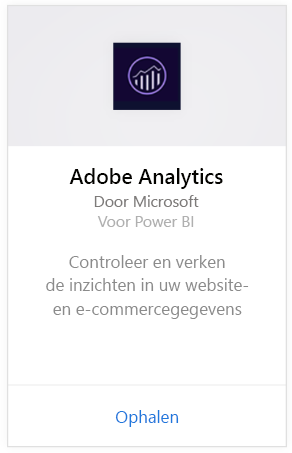 Adobe Analytics
Door Microsoft
Voor Power BI
Controleer en verken
de inzichten in uw website-
en e-commercegegevens
Ophalen